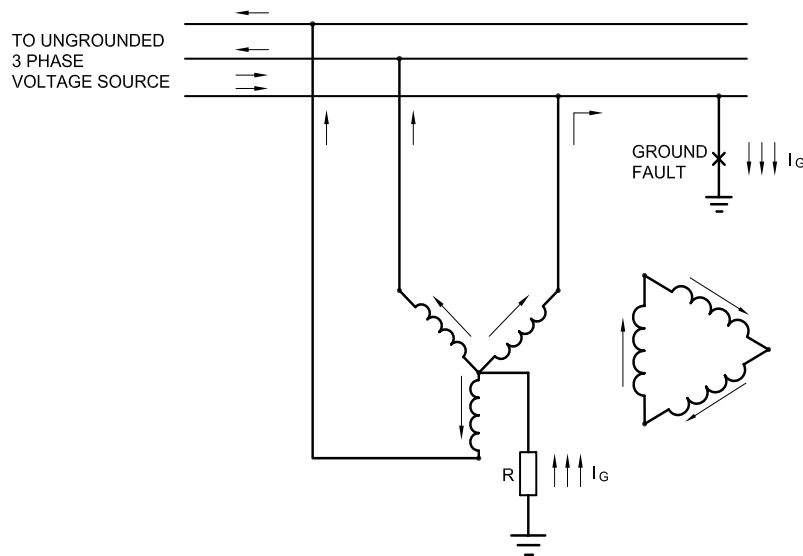 TO UNGROUNDED
3 PHASE
VOLTAGE SOURCE
GROUND
FAULT
IG
R
IG